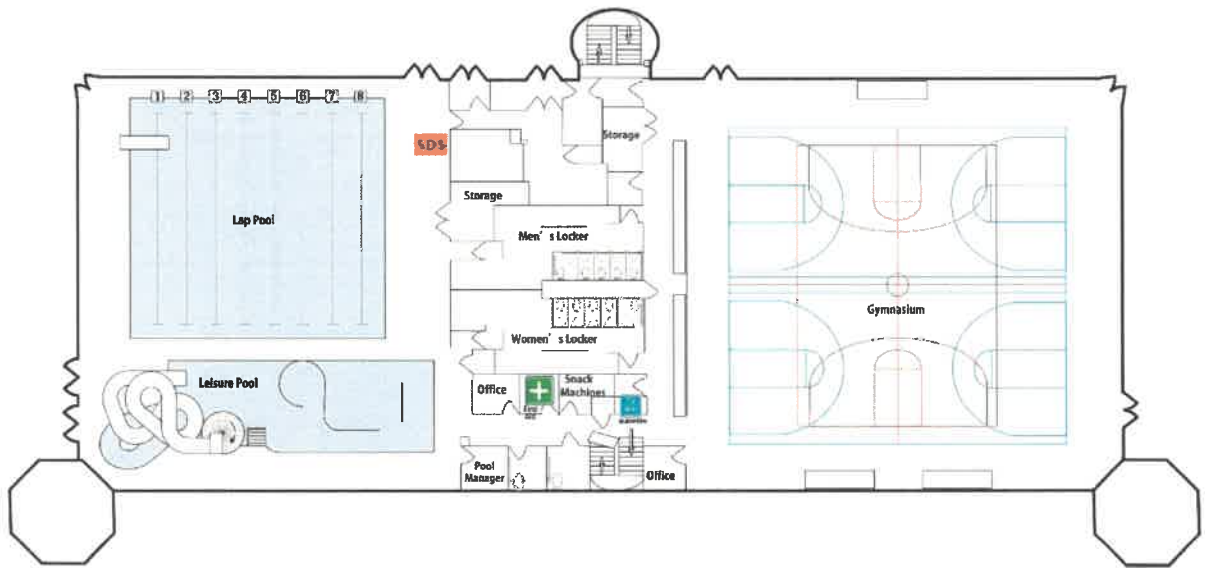 1 2 3 4 5 6 7 8
SDS
Storage
Storage
Lap Pool
Men's Locker
Gymnasium
Women's Locker
Leisure Pool
Office
Snack
Machines
Pool
Manager
Office